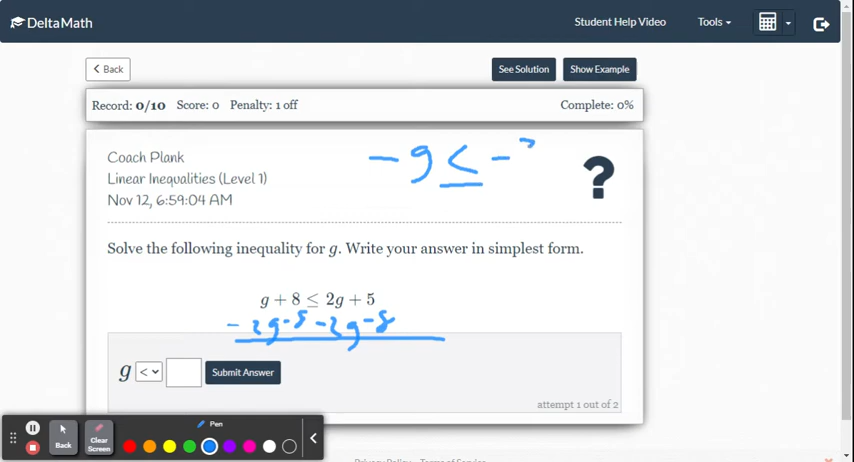 DeltaMath Student Help Video Tools
Back See Solution Show Example
Record: 0/10 Score: 0 Penalty: 1 off Complete: 0%
Coach Plank
Linear Inequalities (Level 1)
Nov 12, 6:59:04 AM
- g ≤ -
?
Solve the following inequality for g. Write your answer in simplest form.
g + 8 ≤ 2g + 5
- 2g - 8 - 2g - 8
g < Submit Answer
attempt 1 out of 2
Pen
Back
Clear
Screen